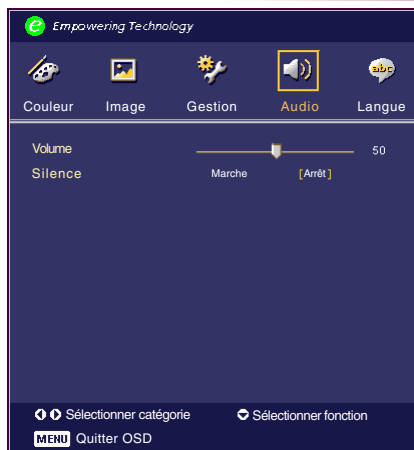 e Empowering Technology
abc
Couleur Image Gestion Audio Langue
Volume 50
Silence Marche [Arrêt]
Sélectionner catégorie Sélectionner fonction
MENU Quitter OSD